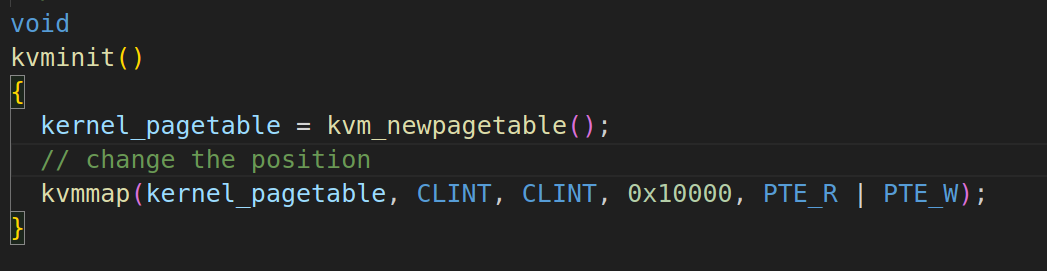 void
kvminit()
{
  kernel_pagetable = kvm_newpagetable();
  // change the position
  kvmmap(kernel_pagetable, CLINT, CLINT, 0x10000, PTE_R | PTE_W);
}